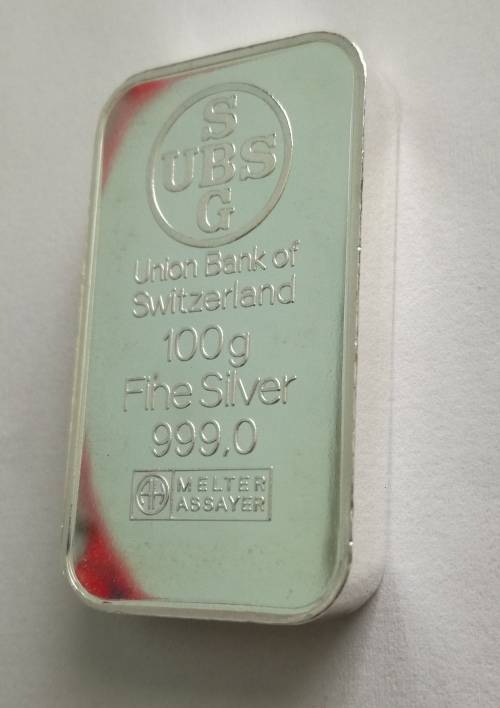 S
UBS
G
Union Bank of
Switzerland
100g
Fine Silver
999,0
MELTER
ASSAYER